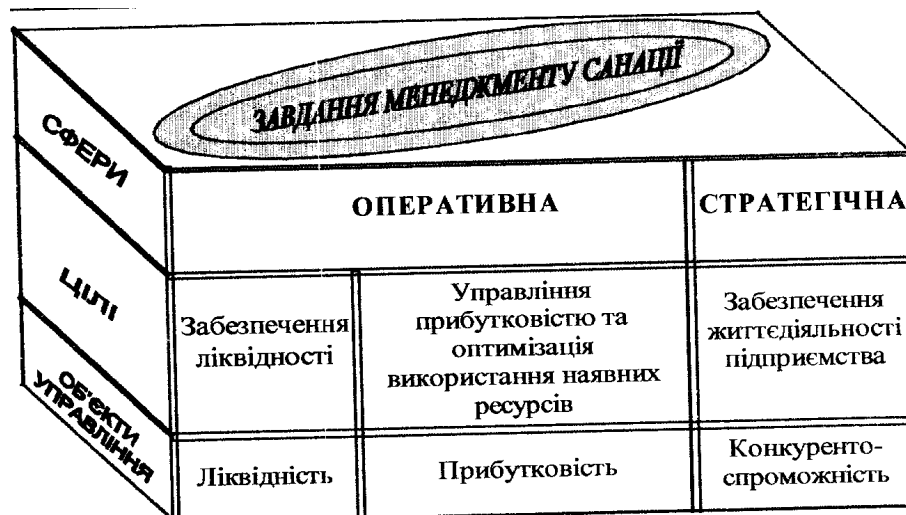 ЗАВДАННЯ МЕНЕДЖМЕНТУ САНАЦІЇ
СФЕРИ
ОПЕРАТИВНА
СТРАТЕГІЧНА
ЦІЛІ
Забезпечення
ліквідності
Управління
прибутковістю та
оптимізація
використання наявних
ресурсів
Забезпечення
життєдіяльності
підприємства
ОБ'ЄКТИ
УПРАВЛІННЯ
Ліквідність
Прибутковість
Конкуренто-
спроможність